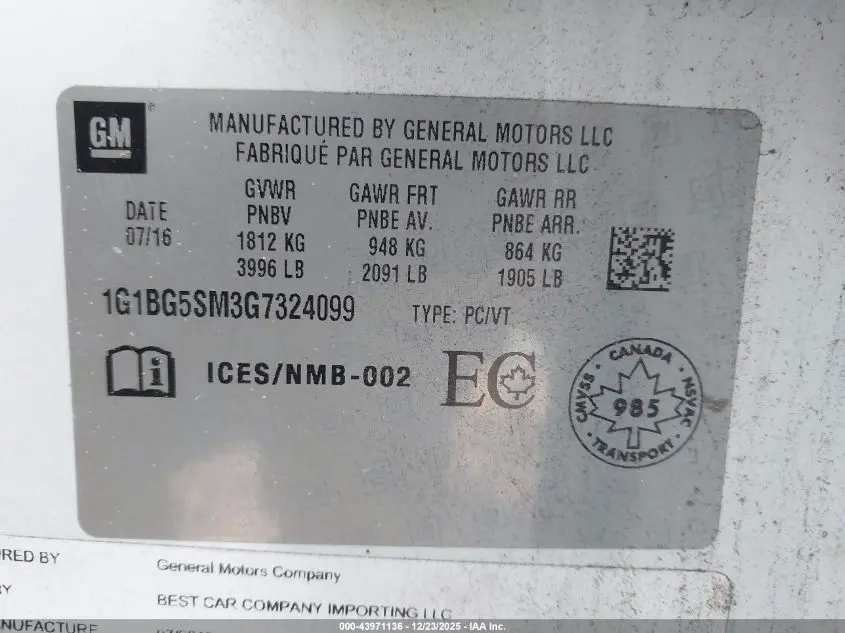 GM
MANUFACTURED BY GENERAL MOTORS LLC
FABRIQUÉ PAR GENERAL MOTORS LLC
DATE
07/16
GVWR
PNBV
1812 KG
3996 LB
GAWR FRT
PNBE AV.
948 KG
2091 LB
GAWR RR
PNBE ARR.
864 KG
1905 LB
1G1BG5SM3G7324099
TYPE: PC/VT
i
ICES/NMB-002
EC
CANADA
CMVSS
985
NSVAC
TRANSPORT
RED BY
General Motors Company
RY
BEST CAR COMPANY IMPORTING LLC
NUFACTURE
000-43971136 - 12/23/2025 - IAA Inc.